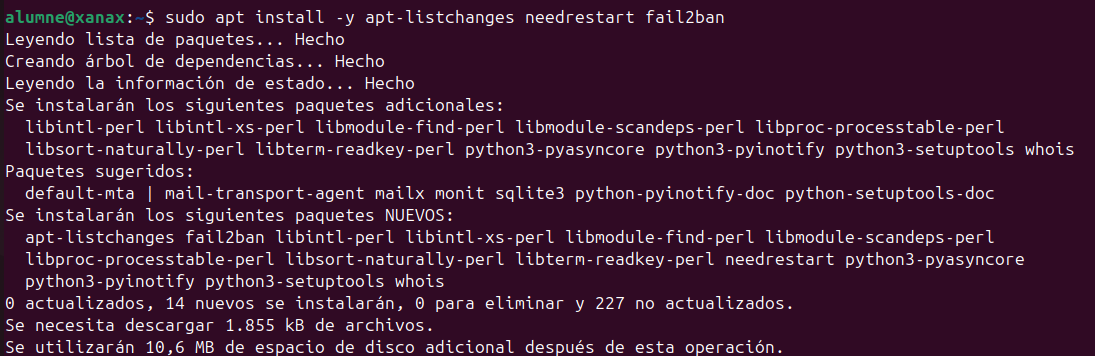 alumne@xanax:~$ sudo apt install -y apt-listchanges needrestart fail2ban
Leyendo lista de paquetes... Hecho
Creando árbol de dependencias... Hecho
Leyendo la información de estado... Hecho
Se instalarán los siguientes paquetes adicionales:
  libintl-perl libintl-xs-perl libmodule-find-perl libmodule-scandeps-perl libproc-processtable-perl
  libsort-naturally-perl libterm-readkey-perl python3-pyasyncore python3-pyinotify python3-setuptools whois
Paquetes sugeridos:
  default-mta | mail-transport-agent mailx monit sqlite3 python-pyinotify-doc python-setuptools-doc
Se instalarán los siguientes paquetes NUEVOS:
  apt-listchanges fail2ban libintl-perl libintl-xs-perl libmodule-find-perl libmodule-scandeps-perl
  libproc-processtable-perl libsort-naturally-perl libterm-readkey-perl needrestart python3-pyasyncore
  python3-pyinotify python3-setuptools whois
0 actualizados, 14 nuevos se instalarán, 0 para eliminar y 227 no actualizados.
Se necesita descargar 1.855 kB de archivos.
Se utilizarán 10,6 MB de espacio de disco adicional después de esta operación.